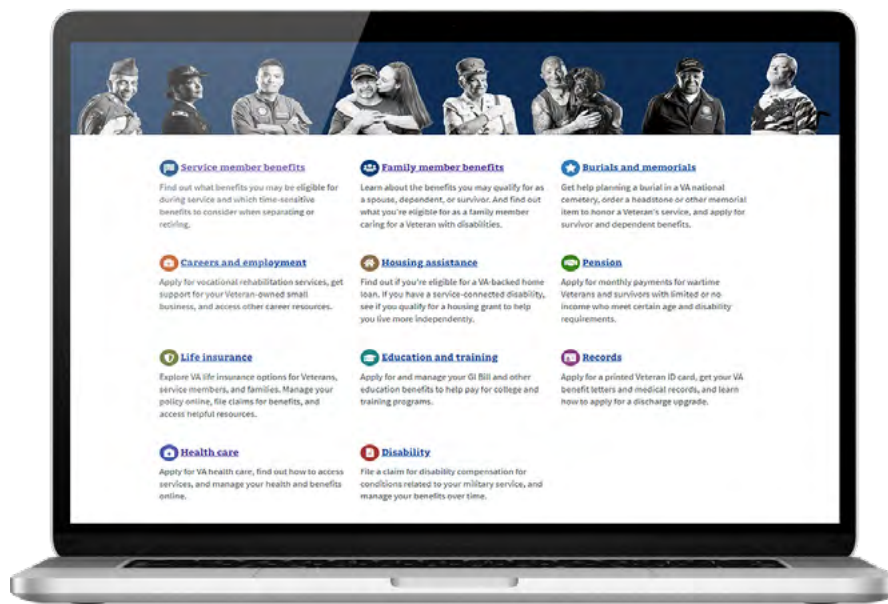 Service member benefits
Find out what benefits you may be eligible for
during service and which time-sensitive
benefits to consider when separating or
retiring.
Family member benefits
Learn about the benefits you may qualify for as
a spouse, dependent, or survivor. And find out
what you're eligible for as a family member
caring for a Veteran with disabilities.
Burials and memorials
Get help planning a burial in a VA national
cemetery, order a headstone or other memorial
item to honor a Veteran's service, and apply for
survivor and dependent benefits.
Careers and employment
Apply for vocational rehabilitation services, get
support for your Veteran-owned small
business, and access other career resources.
Housing assistance
Find out if you're eligible for a VA-backed home
loan. If you have a service-connected disability,
see if you qualify for a housing grant to help
you live more independently.
Pension
Apply for monthly payments for wartime
Veterans and survivors with limited or no
income who meet certain age and disability
requirements.
Life insurance
Explore VA life insurance options for Veterans,
service members, and families. Manage your
policy online, file claims for benefits, and
access helpful resources.
Education and training
Apply for and manage your GI Bill and other
education benefits to help pay for college and
training programs.
Records
Apply for a printed Veteran ID card, get your VA
benefit letters and medical records, and learn
how to apply for a discharge upgrade.
Health care
Apply for VA health care, find out how to access
services, and manage your health and benefits
online.
Disability
File a claim for disability compensation for
conditions related to your military service, and
manage your benefits over time.